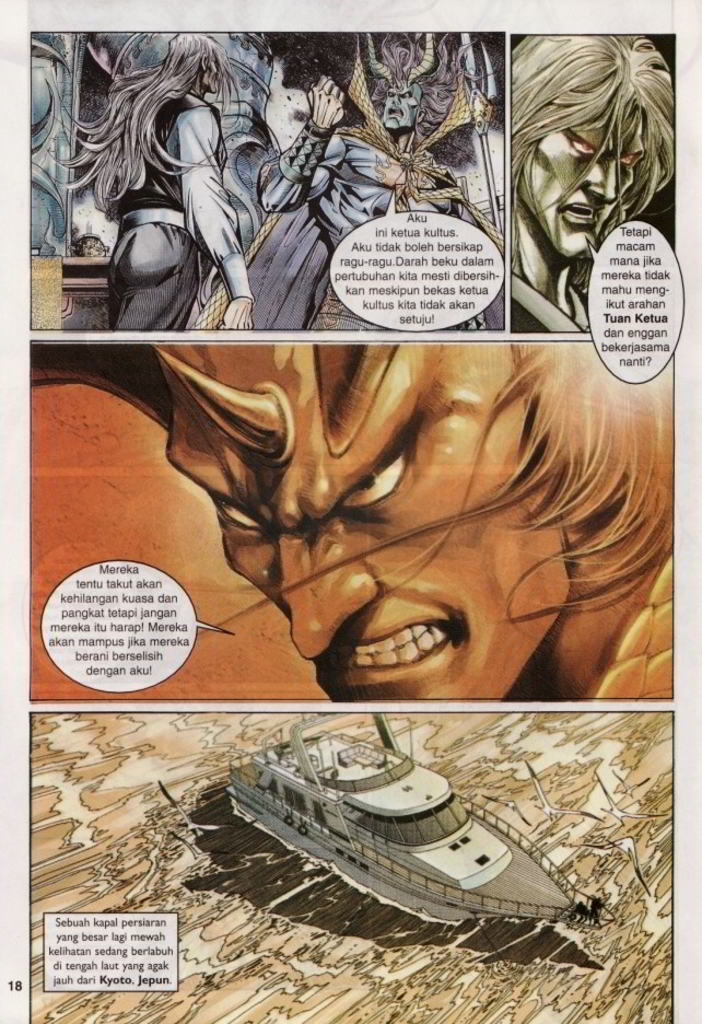 Aku
ini ketua kultus.
Aku tidak boleh bersikap
ragu-ragu.Darah beku dalam
pertubuhan kita mesti dibersih-
kan meskipun bekas ketua
kultus kita tidak akan
setuju!
Tetapi
macam
mana jika
mereka tidak
mahu meng-
ikut arahan
Tuan Ketua
dan enggan
bekerjasama
nanti?
Mereka
tentu takut akan
kehilangan kuasa dan
pangkat tetapi jangan
mereka itu harap! Mereka
akan mampus jika mereka
berani berselisih
dengan aku!
Sebuah kapal persiaran
yang besar lagi mewah
kelihatan sedang berlabuh
di tengah laut yang agak
jauh dari Kyoto, Jepun.
18